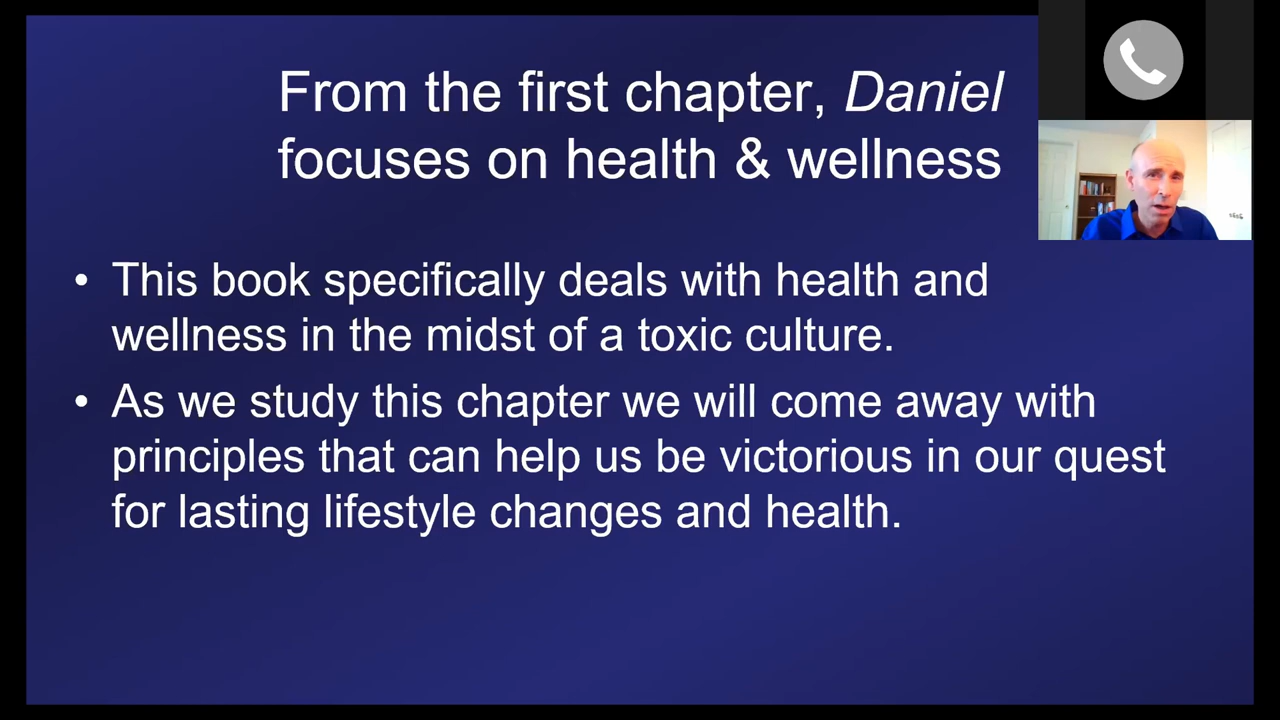 From the first chapter, Daniel
focuses on health & wellness
• This book specifically deals with health and
wellness in the midst of a toxic culture.
• As we study this chapter we will come away with
principles that can help us be victorious in our quest
for lasting lifestyle changes and health.